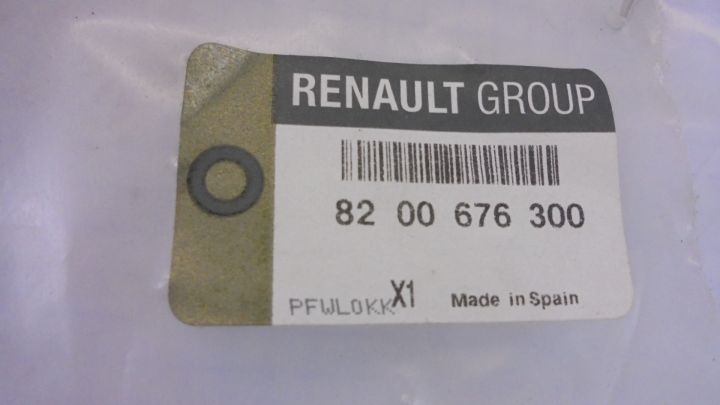 RENAULT GROUP
82 00 676 300
PFWLOKK X1 Made in Spain